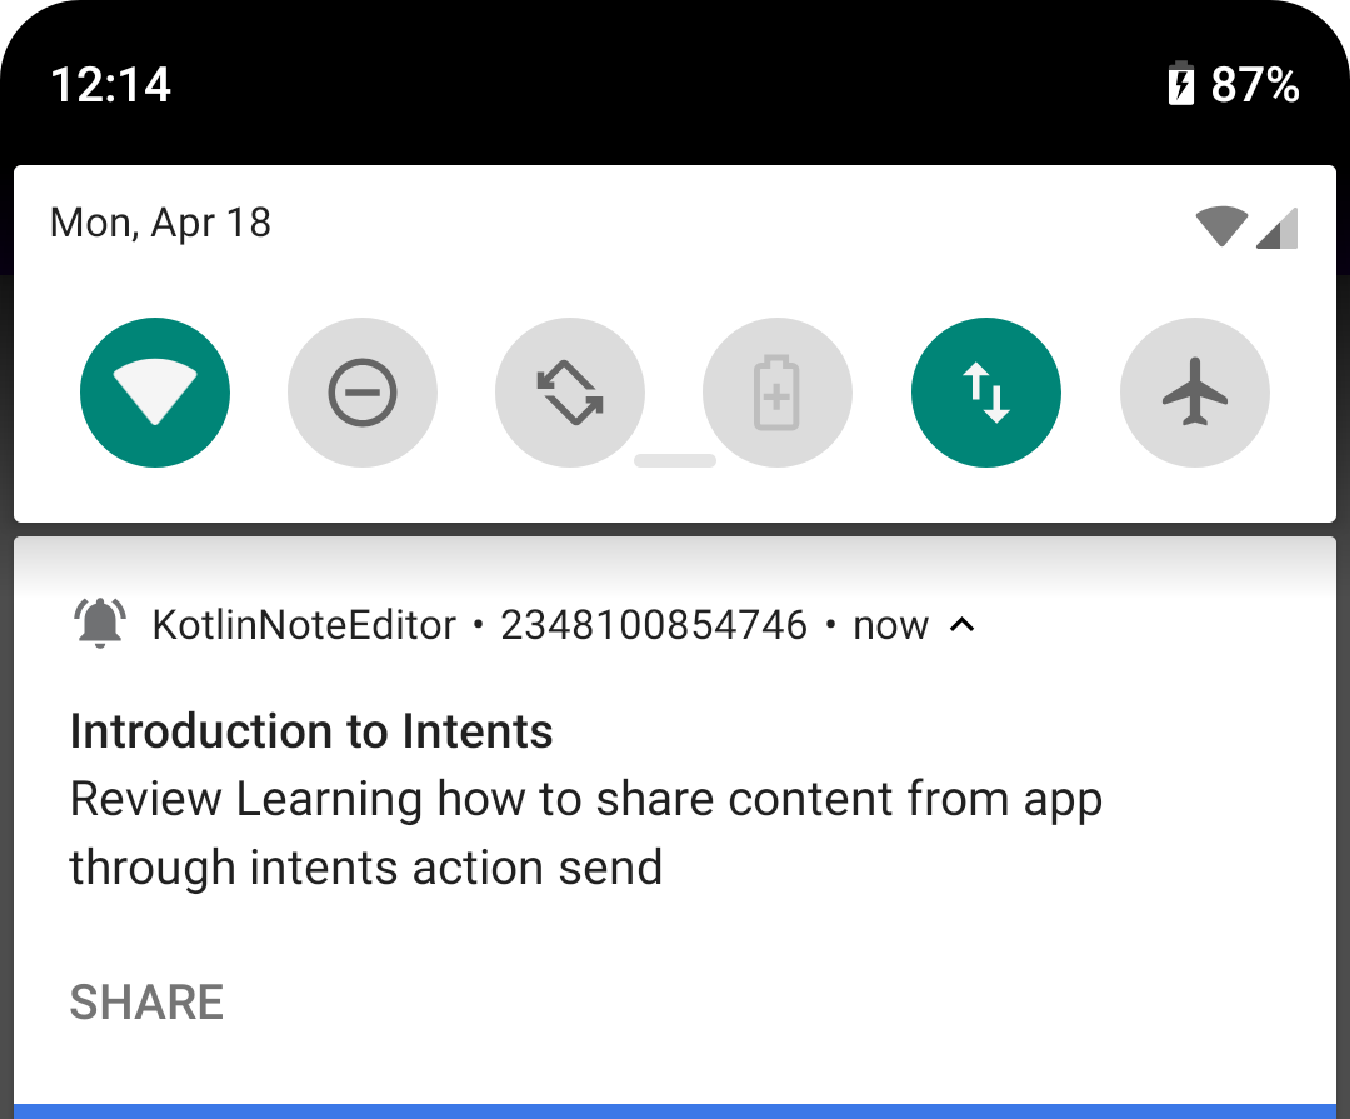 12:14 87%
Mon, Apr 18
KotlinNoteEditor • 2348100854746 • now
Introduction to Intents
Review Learning how to share content from app
through intents action send
SHARE